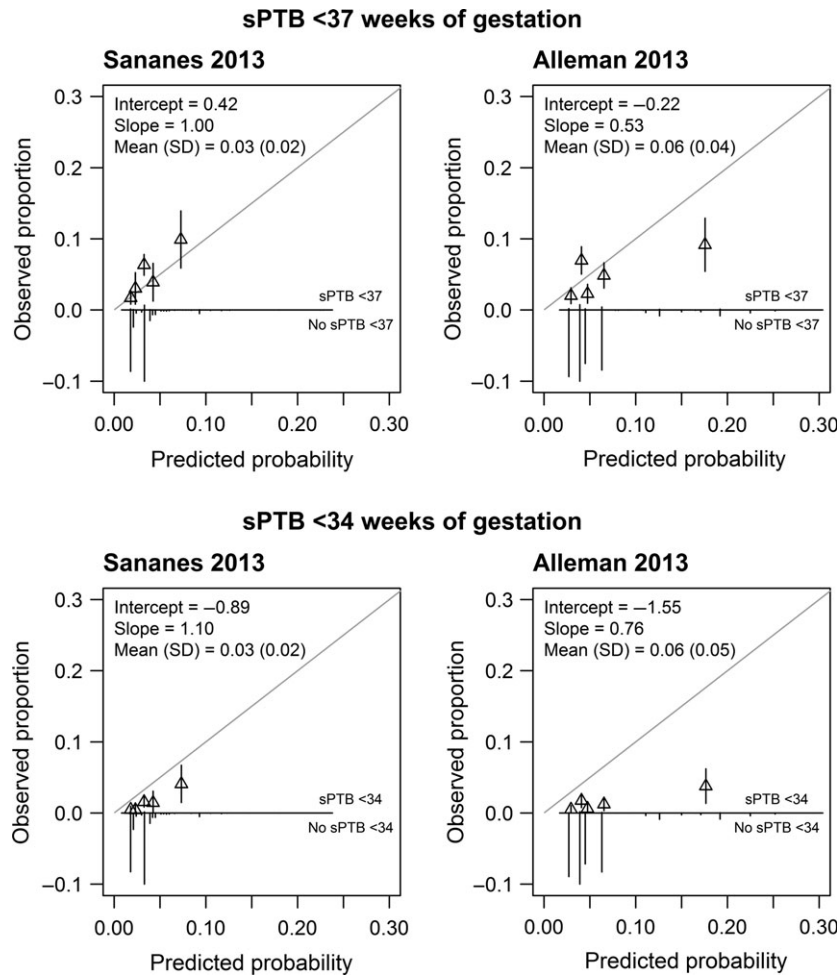 sPTB <37 weeks of gestation
Sananes 2013
Intercept = 0.42
Slope = 1.00
Mean (SD) = 0.03 (0.02)
0.3
0.2
0.1
0.0
−0.1
Observed proportion
sPTB <37
No sPTB <37
0.00
0.10
0.20
0.30
Predicted probability
Alleman 2013
Intercept = −0.22
Slope = 0.53
Mean (SD) = 0.06 (0.04)
0.3
0.2
0.1
0.0
−0.1
Observed proportion
sPTB <37
No sPTB <37
0.00
0.10
0.20
0.30
Predicted probability
sPTB <34 weeks of gestation
Sananes 2013
Intercept = −0.89
Slope = 1.10
Mean (SD) = 0.03 (0.02)
0.3
0.2
0.1
0.0
−0.1
Observed proportion
sPTB <34
No sPTB <34
0.00
0.10
0.20
0.30
Predicted probability
Alleman 2013
Intercept = −1.55
Slope = 0.76
Mean (SD) = 0.06 (0.05)
0.3
0.2
0.1
0.0
−0.1
Observed proportion
sPTB <34
No sPTB <34
0.00
0.10
0.20
0.30
Predicted probability